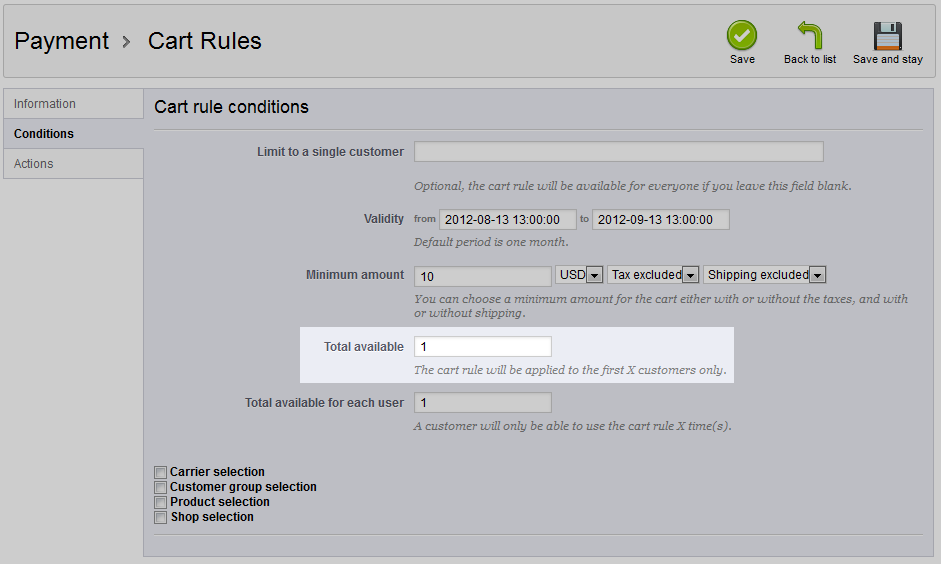 Payment > Cart Rules
Save
Back to list
Save and stay
Information
Conditions
Actions
Cart rule conditions
Limit to a single customer
Optional, the cart rule will be available for everyone if you leave this field blank.
Validity from 2012-08-13 13:00:00 to 2012-09-13 13:00:00
Default period is one month.
Minimum amount 10 USD Tax excluded Shipping excluded
You can choose a minimum amount for the cart either with or without the taxes, and with
or without shipping.
Total available 1
The cart rule will be applied to the first X customers only.
Total available for each user 1
A customer will only be able to use the cart rule X time(s).
Carrier selection
Customer group selection
Product selection
Shop selection